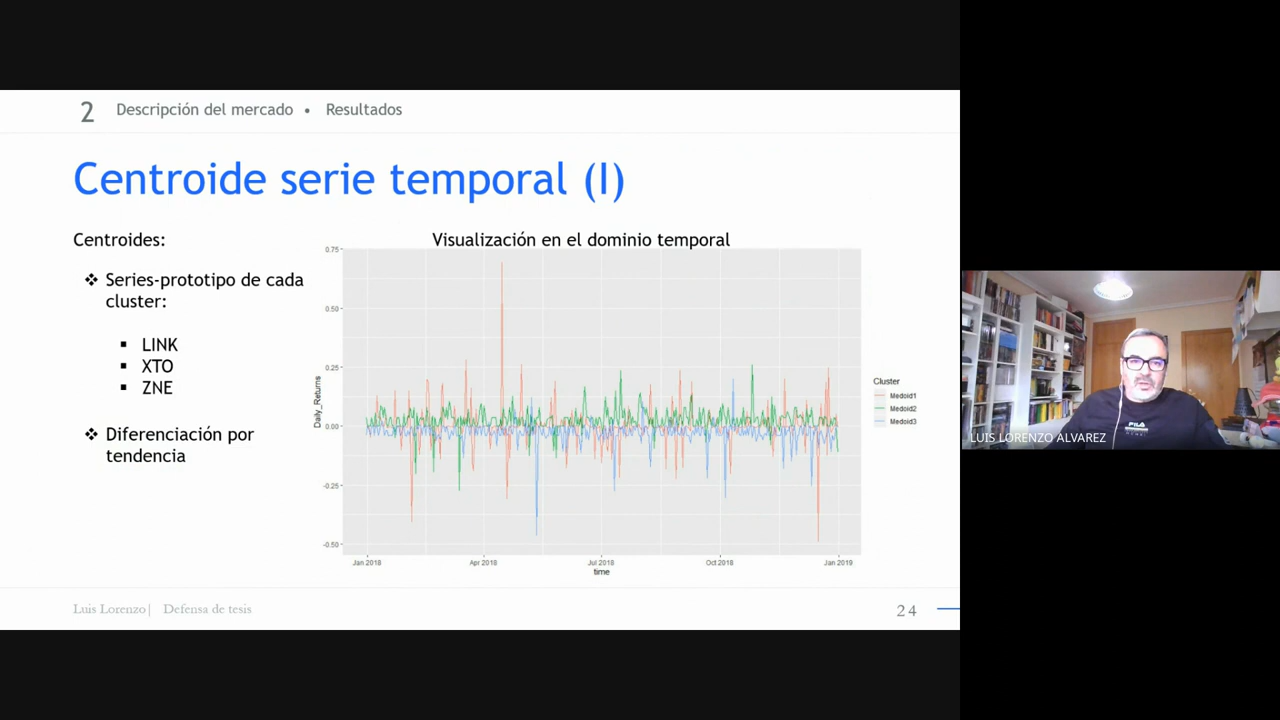 2 Descripción del mercado • Resultados
Centroide serie temporal (I)
Centroides:
❖ Series-prototipo de cada
cluster:
▪ LINK
▪ XTO
▪ ZNE
❖ Diferenciación por
tendencia
Visualización en el dominio temporal
0.75
0.50
0.25
0.00
-0.25
-0.50
Daily_Returns
Jan 2018 Apr 2018 Jul 2018 Oct 2018 Jan 2019
time
Cluster
Medoid1
Medoid2
Medoid3
Luis Lorenzo| Defensa de tesis
24
FILA
LUIS LORENZO ALVAREZ